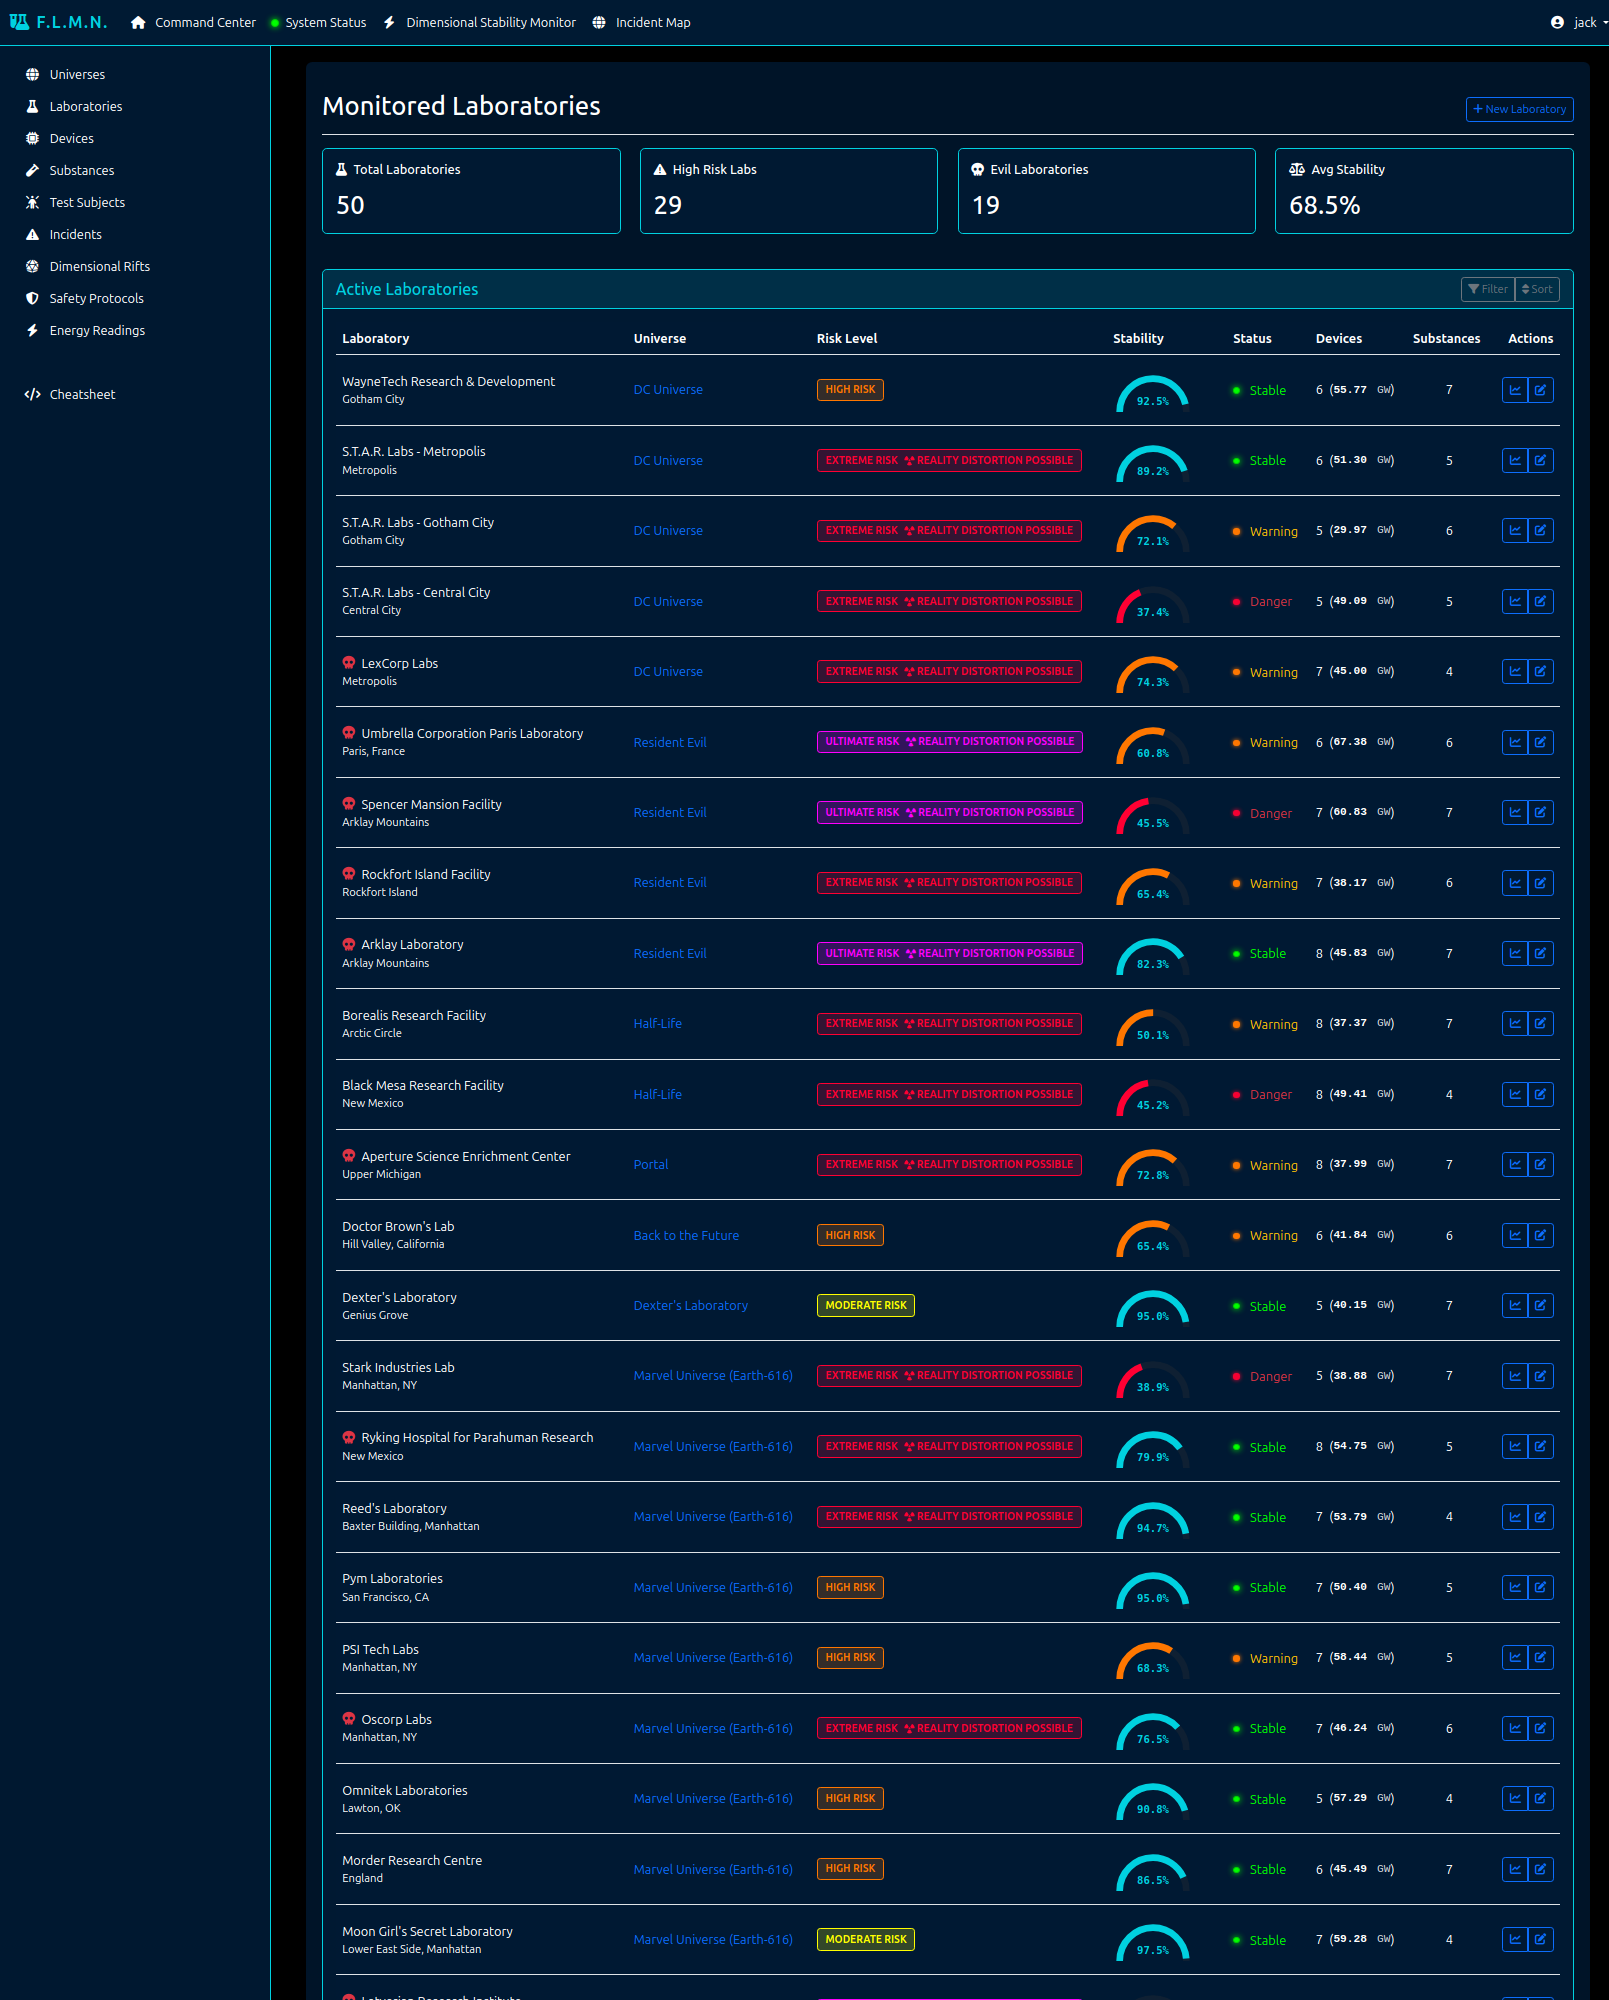 F.L.M.N. Command Center System Status Dimensional Stability Monitor Incident Map jack
Universes
Laboratories
Devices
Substances
Test Subjects
Incidents
Dimensional Rifts
Safety Protocols
Energy Readings
Cheatsheet
Monitored Laboratories
New Laboratory
Total Laboratories
50
High Risk Labs
29
Evil Laboratories
19
Avg Stability
68.5%
Active Laboratories
Filter Sort
Laboratory Universe Risk Level Stability Status Devices Substances Actions
WayneTech Research & Development
Gotham City
DC Universe HIGH RISK 92.5% Stable 6 (55.77 GW) 7
S.T.A.R. Labs - Metropolis
Metropolis
DC Universe EXTREME RISK REALITY DISTORTION POSSIBLE 89.2% Stable 6 (51.30 GW) 5
S.T.A.R. Labs - Gotham City
Gotham City
DC Universe EXTREME RISK REALITY DISTORTION POSSIBLE 72.1% Warning 5 (29.97 GW) 6
S.T.A.R. Labs - Central City
Central City
DC Universe EXTREME RISK REALITY DISTORTION POSSIBLE 37.4% Danger 5 (49.09 GW) 5
LexCorp Labs
Metropolis
DC Universe EXTREME RISK REALITY DISTORTION POSSIBLE 74.3% Warning 7 (45.00 GW) 4
Umbrella Corporation Paris Laboratory
Paris, France
Resident Evil ULTIMATE RISK REALITY DISTORTION POSSIBLE 60.8% Warning 6 (67.38 GW) 6
Spencer Mansion Facility
Arklay Mountains
Resident Evil ULTIMATE RISK REALITY DISTORTION POSSIBLE 45.5% Danger 7 (60.83 GW) 7
Rockfort Island Facility
Rockfort Island
Resident Evil EXTREME RISK REALITY DISTORTION POSSIBLE 65.4% Warning 7 (38.17 GW) 6
Arklay Laboratory
Arklay Mountains
Resident Evil ULTIMATE RISK REALITY DISTORTION POSSIBLE 82.3% Stable 8 (45.83 GW) 7
Borealis Research Facility
Arctic Circle
Half-Life EXTREME RISK REALITY DISTORTION POSSIBLE 50.1% Warning 8 (37.37 GW) 7
Black Mesa Research Facility
New Mexico
Half-Life EXTREME RISK REALITY DISTORTION POSSIBLE 45.2% Danger 8 (49.41 GW) 4
Aperture Science Enrichment Center
Upper Michigan
Portal EXTREME RISK REALITY DISTORTION POSSIBLE 72.8% Warning 8 (37.99 GW) 7
Doctor Brown's Lab
Hill Valley, California
Back to the Future HIGH RISK 65.4% Warning 6 (41.84 GW) 6
Dexter's Laboratory
Genius Grove
Dexter's Laboratory MODERATE RISK 95.0% Stable 5 (40.15 GW) 7
Stark Industries Lab
Manhattan, NY
Marvel Universe (Earth-616) EXTREME RISK REALITY DISTORTION POSSIBLE 38.9% Danger 5 (38.88 GW) 7
Ryking Hospital for Parahuman Research
New Mexico
Marvel Universe (Earth-616) EXTREME RISK REALITY DISTORTION POSSIBLE 79.9% Stable 8 (54.75 GW) 5
Reed's Laboratory
Baxter Building, Manhattan
Marvel Universe (Earth-616) EXTREME RISK REALITY DISTORTION POSSIBLE 94.7% Stable 7 (53.79 GW) 4
Pym Laboratories
San Francisco, CA
Marvel Universe (Earth-616) HIGH RISK 95.0% Stable 7 (50.40 GW) 5
PSI Tech Labs
Manhattan, NY
Marvel Universe (Earth-616) HIGH RISK 68.3% Warning 7 (58.44 GW) 5
Oscorp Labs
Manhattan, NY
Marvel Universe (Earth-616) EXTREME RISK REALITY DISTORTION POSSIBLE 76.5% Stable 7 (46.24 GW) 6
Omnitek Laboratories
Lawton, OK
Marvel Universe (Earth-616) HIGH RISK 90.8% Stable 5 (57.29 GW) 4
Morder Research Centre
England
Marvel Universe (Earth-616) HIGH RISK 86.5% Stable 6 (45.49 GW) 7
Moon Girl's Secret Laboratory
Lower East Side, Manhattan
Marvel Universe (Earth-616) MODERATE RISK 97.5% Stable 7 (59.28 GW) 4